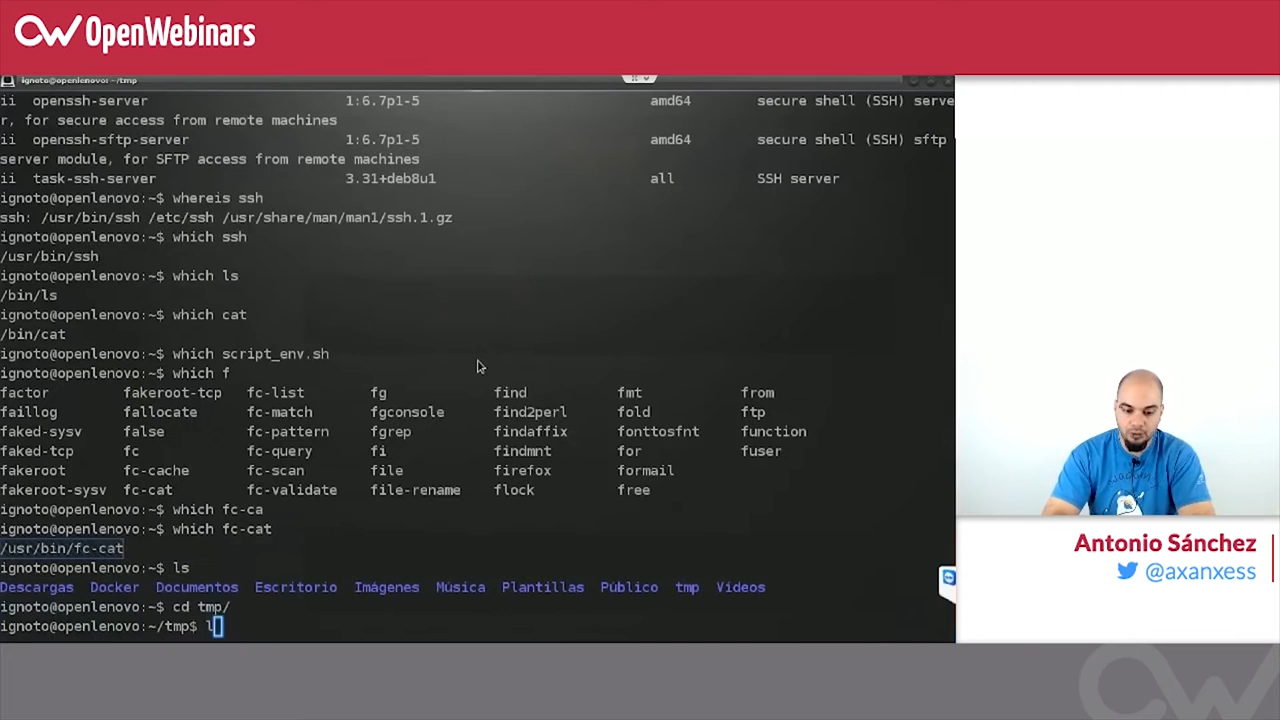 OpenWebinars
ignoto@openlenovo: ~/tmp
ii openssh-server 1:6.7p1-5 amd64 secure shell (SSH) serve
r, for secure access from remote machines
ii openssh-sftp-server 1:6.7p1-5 amd64 secure shell (SSH) sftp
server module, for SFTP access from remote machines
ii task-ssh-server 3.31+deb8u1 all SSH server
ignoto@openlenovo:~$ whereis ssh
ssh: /usr/bin/ssh /etc/ssh /usr/share/man/man1/ssh.1.gz
ignoto@openlenovo:~$ which ssh
/usr/bin/ssh
ignoto@openlenovo:~$ which ls
/bin/ls
ignoto@openlenovo:~$ which cat
/bin/cat
ignoto@openlenovo:~$ which script_env.sh
ignoto@openlenovo:~$ which f
factor fakeroot-tcp fc-list fg find fmt from
faillog fallocate fc-match fgconsole find2perl fold ftp
faked-sysv false fc-pattern fgrep findaffix fonttosfnt function
faked-tcp fc fc-query fi findmnt for fuser
fakeroot fc-cache fc-scan file firefox formail
fakeroot-sysv fc-cat fc-validate file-rename flock free
ignoto@openlenovo:~$ which fc-ca
ignoto@openlenovo:~$ which fc-cat
/usr/bin/fc-cat
ignoto@openlenovo:~$ ls
Descargas Docker Documentos Escritorio Imágenes Música Plantillas Público tmp Vídeos
ignoto@openlenovo:~$ cd tmp/
ignoto@openlenovo:~/tmp$ l
Antonio Sánchez
@axanxess